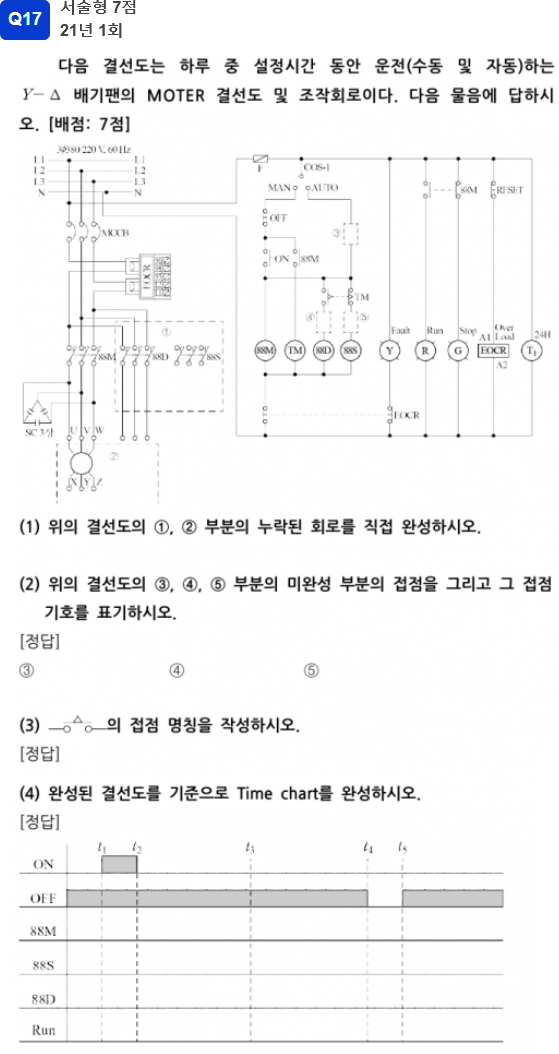 Q17
서술형 7점
21년 1회
다음 결선도는 하루 중 설정시간 동안 운전(수동 및 자동)하는
Y-Δ 배기팬의 MOTER 결선도 및 조작회로이다. 다음 물음에 답하시
오. [배점: 7점]
3φ380/220 V, 60 Hz
L1 L1
L2 L2
L3 L3
N N
MCCB
EOCR
①
88M 88D 88S
SC 3상
U V W
②
X Y Z
F
COS-1
MAN AUTO
OFF
③
ON 88M
TM
④ ⑤
88M RESET
Fault Run Stop A1 Over Load 24H
88M TM 88D 88S Y R G EOCR T₁
A2
EOCR
(1) 위의 결선도의 ①, ② 부분의 누락된 회로를 직접 완성하시오.
(2) 위의 결선도의 ③, ④, ⑤ 부분의 미완성 부분의 접점을 그리고 그 접점
기호를 표기하시오.
[정답]
③ ④ ⑤
(3) 의 접점 명칭을 작성하시오.
[정답]
(4) 완성된 결선도를 기준으로 Time chart를 완성하시오.
[정답]
t₁ t₂ t₃ t₄ t₅
ON
OFF
88M
88S
88D
Run